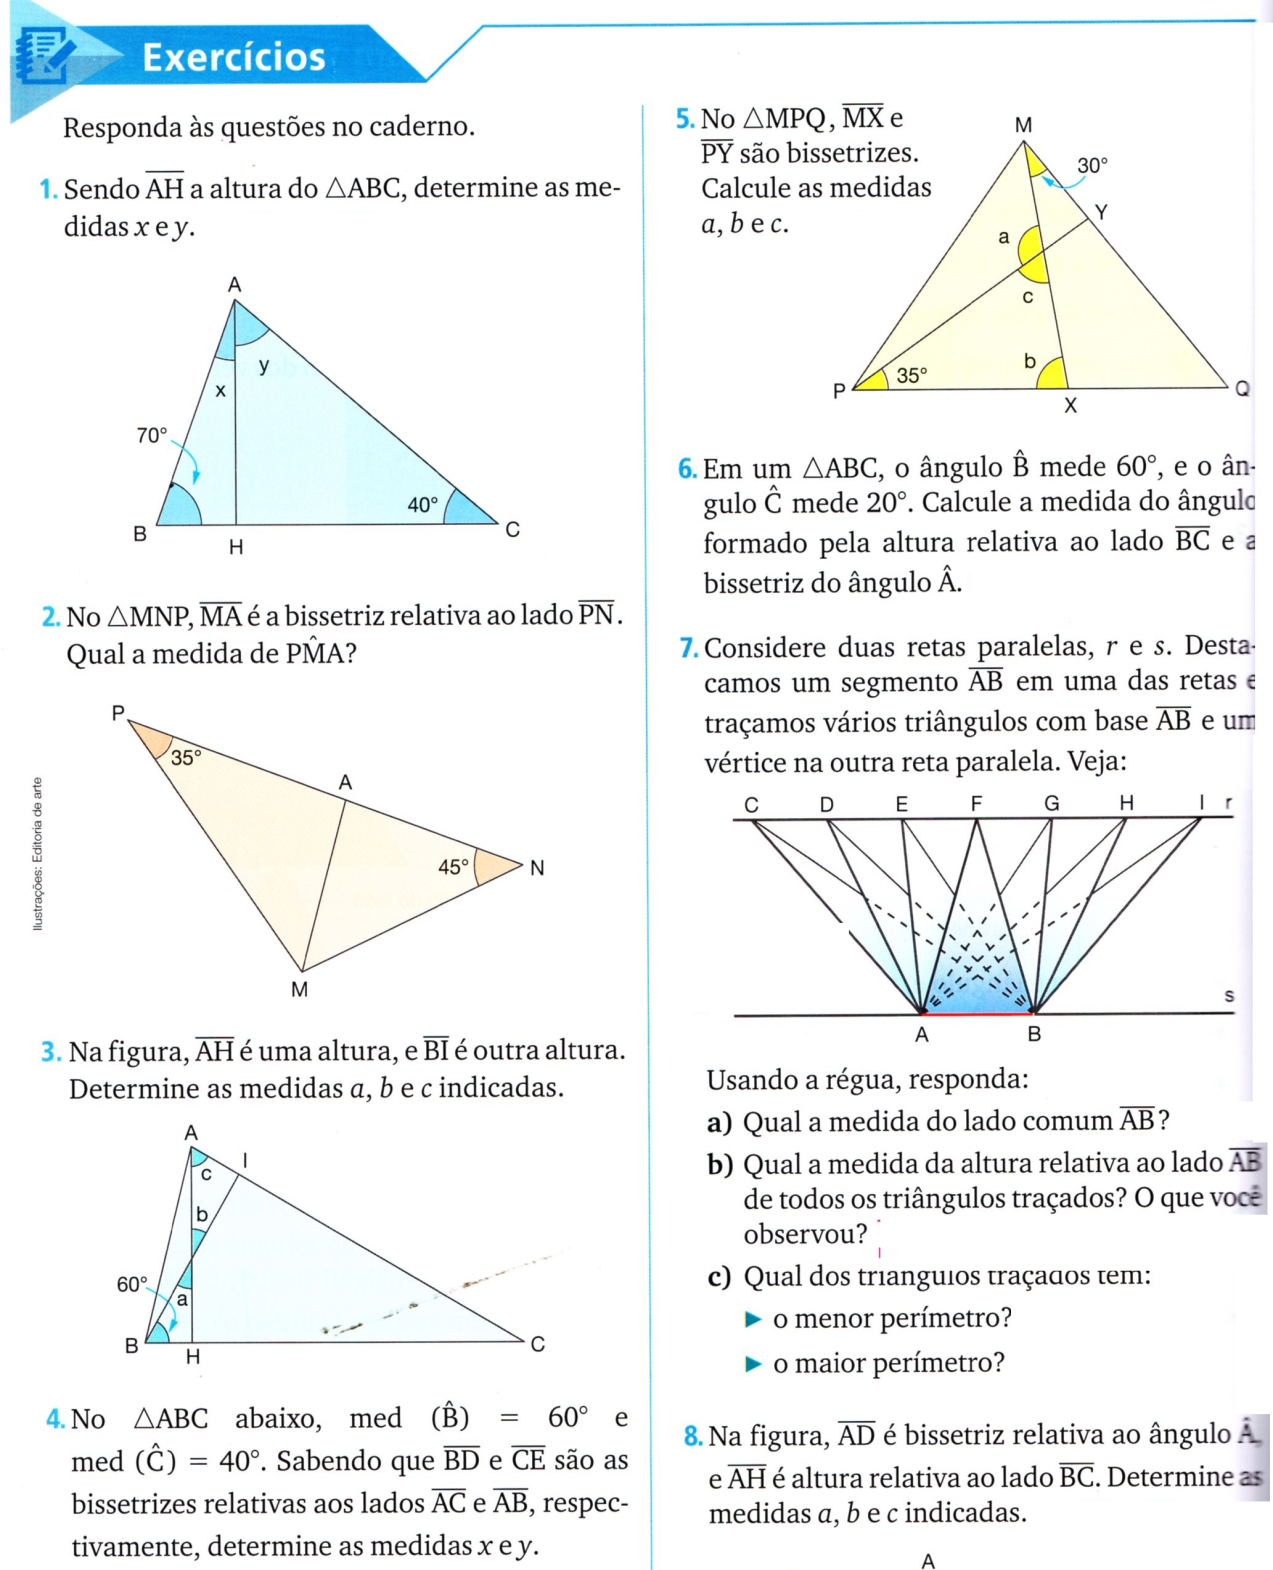 Exercícios
Responda às questões no caderno.
1. Sendo AH a altura do △ABC, determine as me-
didas x e y.
A
y
x
70°
40°
B
H
C
2. No △MNP, MA é a bissetriz relativa ao lado PN.
Qual a medida de PM̂A?
P
35°
A
45°
N
M
Ilustrações: Editoria de arte
3. Na figura, AH é uma altura, e BI é outra altura.
Determine as medidas a, b e c indicadas.
A
I
c
b
60°
a
B
H
C
4. No △ABC abaixo, med (B̂) = 60° e
med (Ĉ) = 40°. Sabendo que BD e CE são as
bissetrizes relativas aos lados AC e AB, respec-
tivamente, determine as medidas x e y.
5. No △MPQ, MX e
PY são bissetrizes.
Calcule as medidas
a, b e c.
M
30°
Y
a
c
b
35°
P
X
Q
6. Em um △ABC, o ângulo B̂ mede 60°, e o ân-
gulo Ĉ mede 20°. Calcule a medida do ângulo
formado pela altura relativa ao lado BC e a
bissetriz do ângulo Â.
7. Considere duas retas paralelas, r e s. Desta-
camos um segmento AB em uma das retas e
traçamos vários triângulos com base AB e um
vértice na outra reta paralela. Veja:
C D E F G H I r
s
A B
Usando a régua, responda:
a) Qual a medida do lado comum AB?
b) Qual a medida da altura relativa ao lado AB
de todos os triângulos traçados? O que você
observou?
c) Qual dos triângulos traçados tem:
o menor perímetro?
o maior perímetro?
8. Na figura, AD é bissetriz relativa ao ângulo Â,
e AH é altura relativa ao lado BC. Determine as
medidas a, b e c indicadas.
A